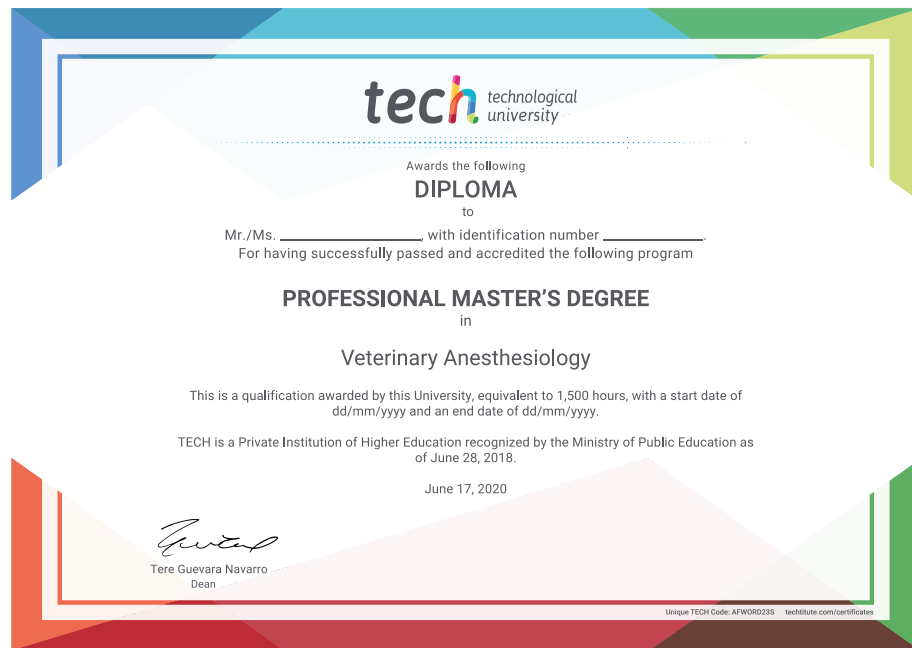 tech technological
university
Awards the following
DIPLOMA
to
Mr./Ms. ____________________, with identification number ______________.
For having successfully passed and accredited the following program
PROFESSIONAL MASTER'S DEGREE
in
Veterinary Anesthesiology
This is a qualification awarded by this University, equivalent to 1,500 hours, with a start date of
dd/mm/yyyy and an end date of dd/mm/yyyy.
TECH is a Private Institution of Higher Education recognized by the Ministry of Public Education as
of June 28, 2018.
June 17, 2020
Tere Guevara Navarro
Dean
Unique TECH Code: AFWORD23S techtitute.com/certificates